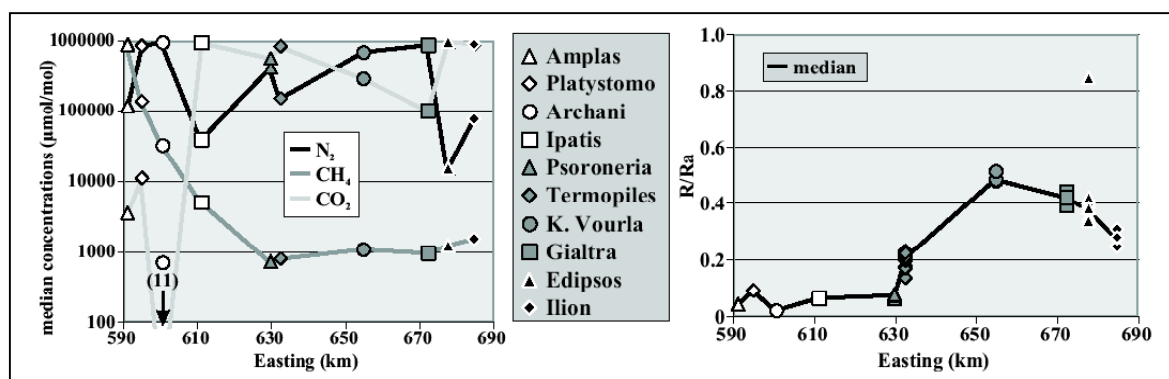 median concentrations (µmol/mol)
1000000
100000
10000
1000
100
(11)
N₂
CH₄
CO₂
590
610
630
650
670
690
Easting (km)
Amplas
Platystomo
Archani
Ipatis
Psoroneria
Termopiles
K. Vourla
Gialtra
Edipsos
Ilion
R/Ra
1.0
0.8
0.6
0.4
0.2
0
median
590
610
630
650
670
690
Easting (km)